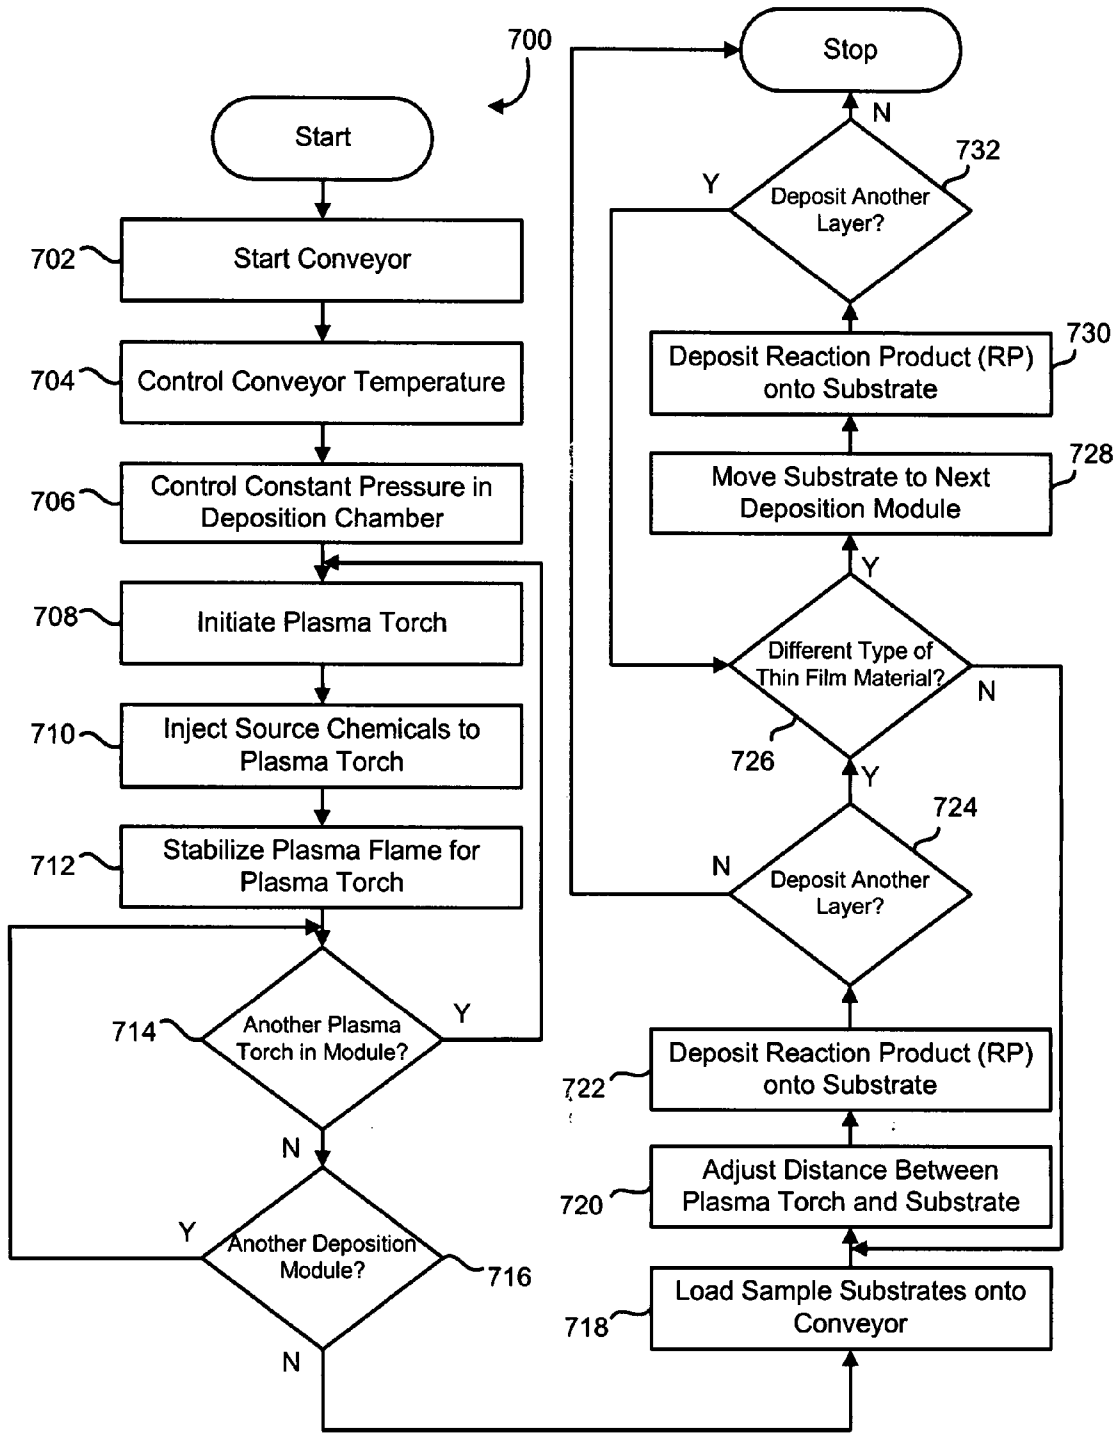 700
Start
702
Start Conveyor
704
Control Conveyor Temperature
706
Control Constant Pressure in
Deposition Chamber
708
Initiate Plasma Torch
710
Inject Source Chemicals to
Plasma Torch
712
Stabilize Plasma Flame for
Plasma Torch
714
Another Plasma
Torch in Module?
Y
N
Another Deposition
Module?
Y
716
N
Stop
N
732
Y
Deposit Another
Layer?
730
Deposit Reaction Product (RP)
onto Substrate
728
Move Substrate to Next
Deposition Module
Y
Different Type of
Thin Film Material?
N
726
Y
724
N
Deposit Another
Layer?
722
Deposit Reaction Product (RP)
onto Substrate
720
Adjust Distance Between
Plasma Torch and Substrate
718
Load Sample Substrates onto
Conveyor